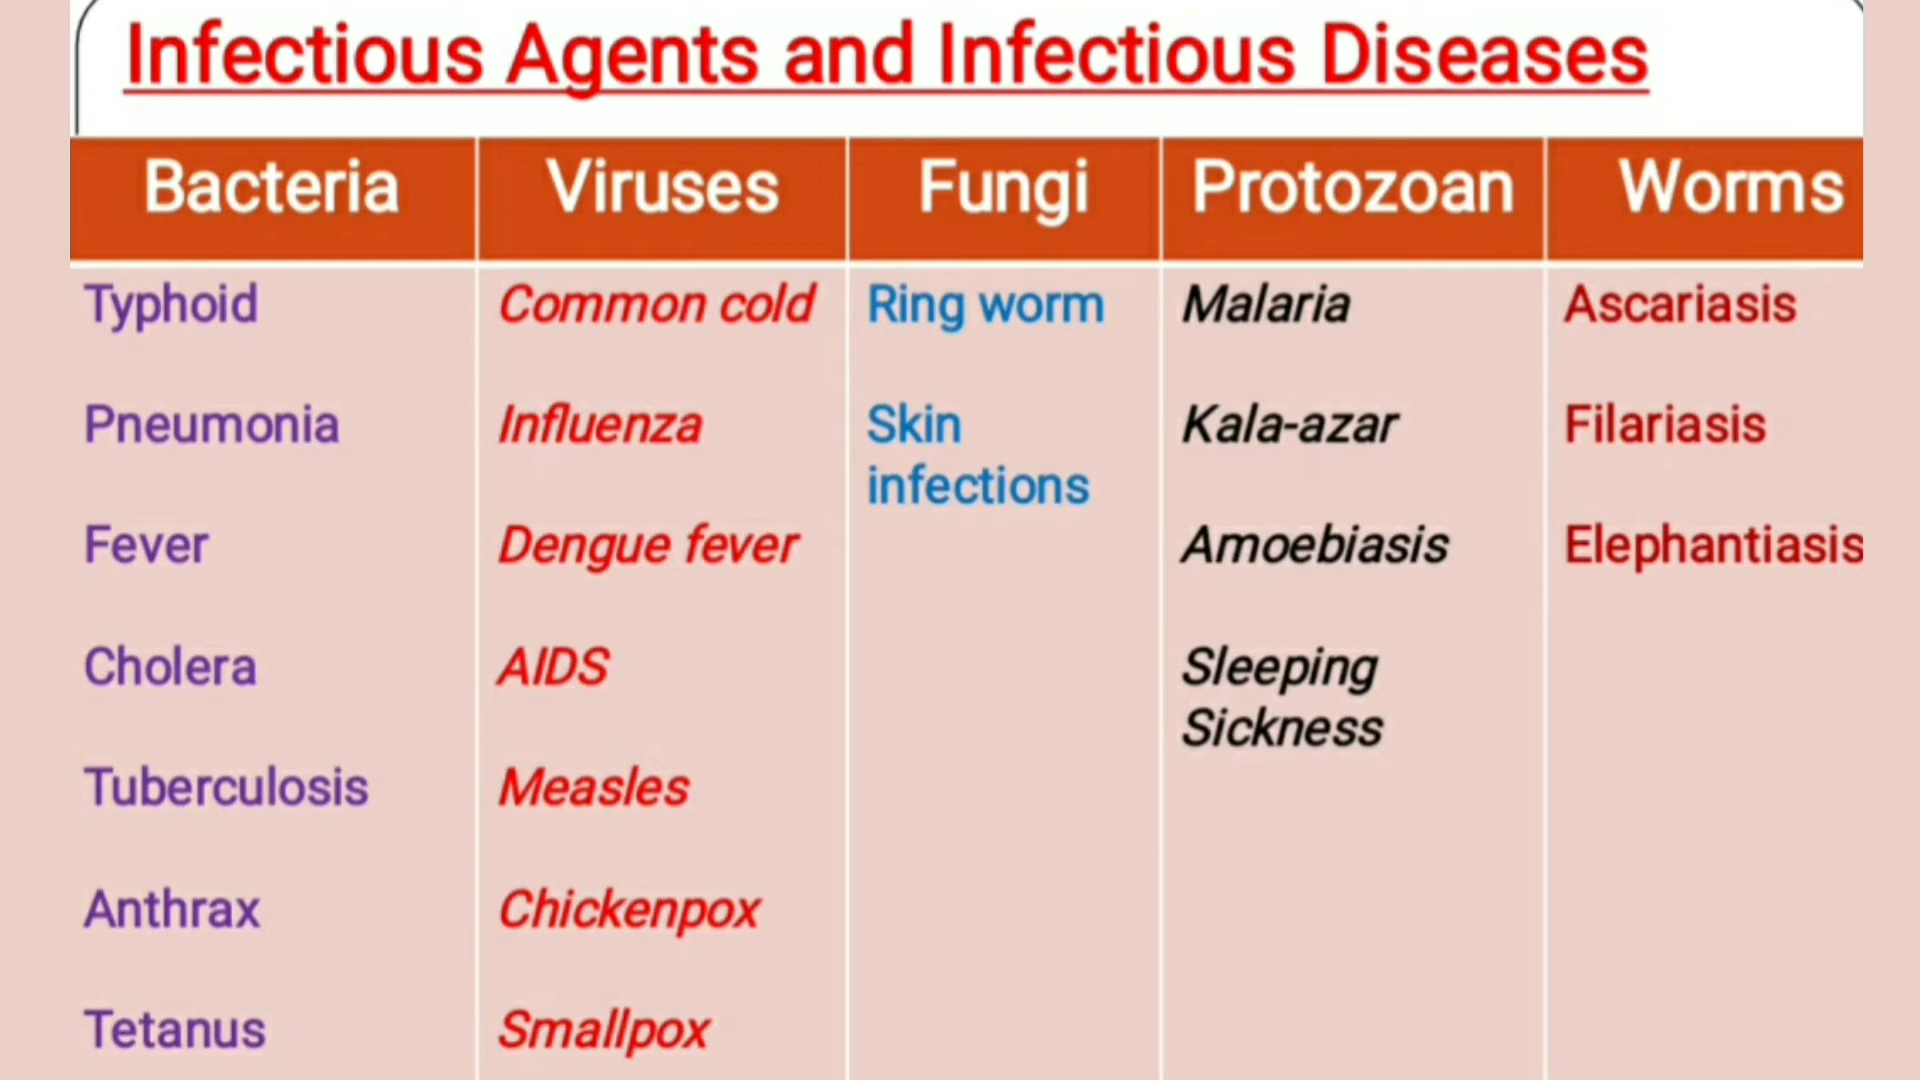 Infectious Agents and Infectious Diseases
Bacteria Viruses Fungi Protozoan Worms
Typhoid Common cold Ring worm Malaria Ascariasis
Pneumonia Influenza Skin Kala-azar Filariasis
infections
Fever Dengue fever Amoebiasis Elephantiasis
Cholera AIDS Sleeping
Sickness
Tuberculosis Measles
Anthrax Chickenpox
Tetanus Smallpox